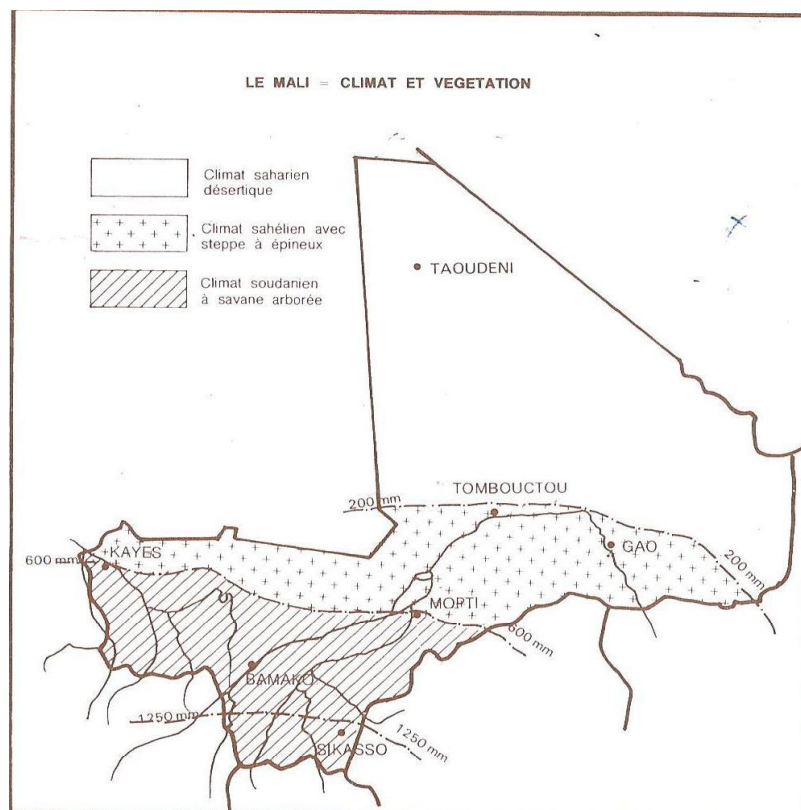 LE MALI = CLIMAT ET VEGETATION
Climat saharien
désertique
Climat sahélien avec
steppe à épineux
Climat soudanien
à savane arborée
TAOUDENI
TOMBOUCTOU
200 mm
GAO
200 mm
KAYES
600 mm
MOPTI
600 mm
BAMAKO
1250 mm
1250 mm
SIKASSO